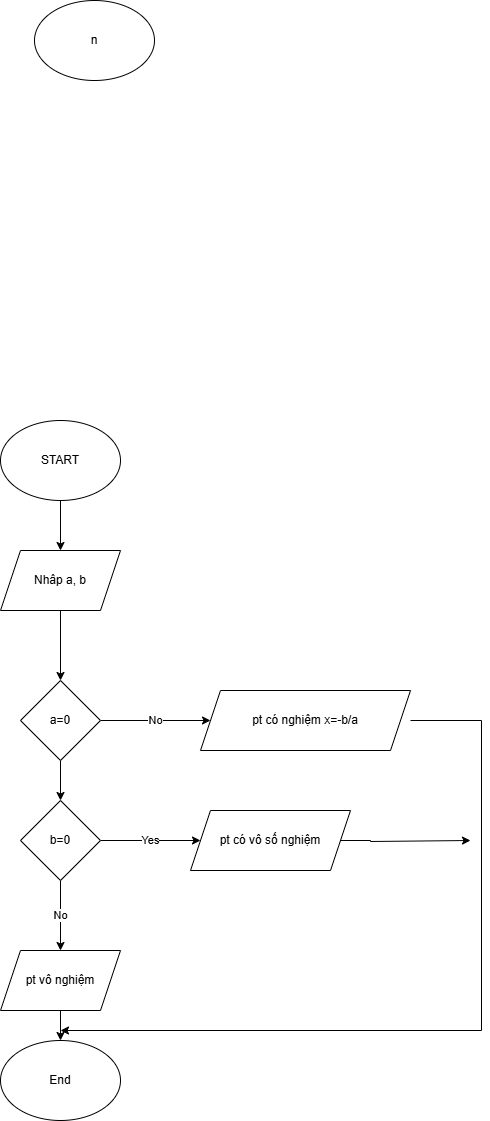 n
START
Nhâp a, b
a=0
No
pt có nghiệm x=-b/a
b=0
Yes
pt có vô số nghiệm
No
pt vô nghiệm
End